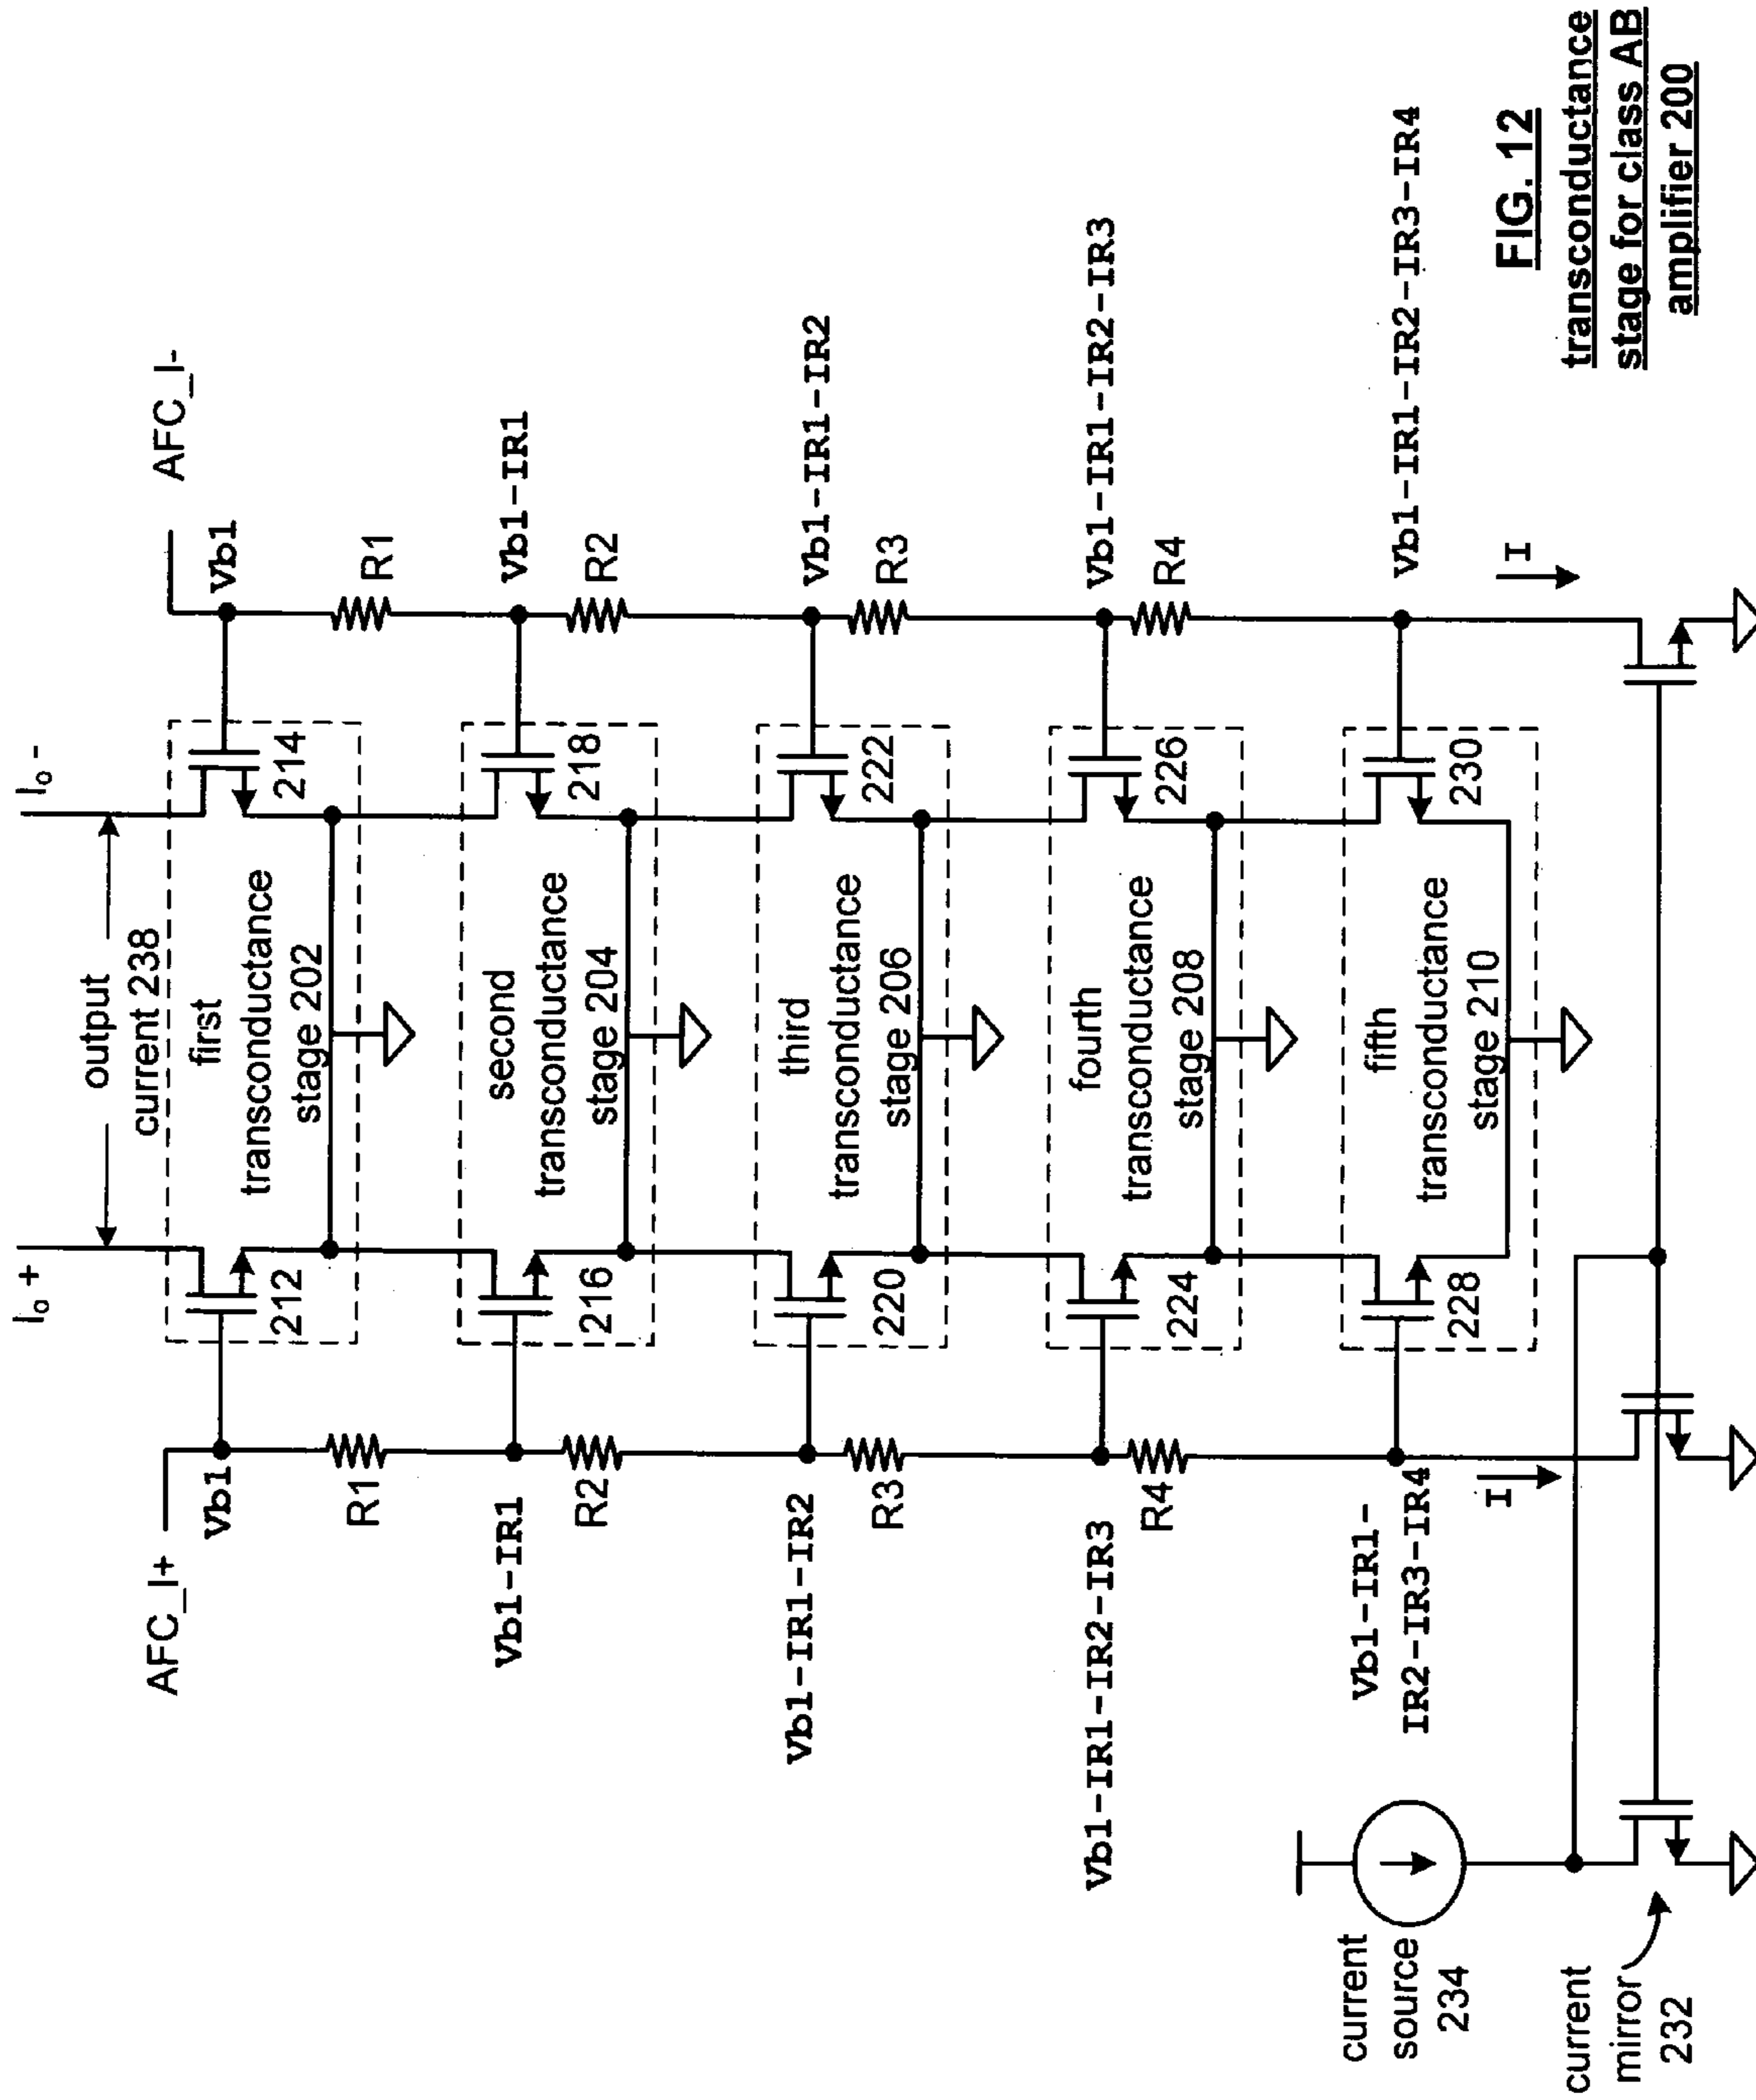 AFC_I+
Vb1
R1
Vb1-IR1
R2
Vb1-IR1-IR2
R3
Vb1-IR1-IR2-IR3
R4
Vb1-IR1-
IR2-IR3-IR4
I
current
source
234
current
mirror
232
Io +
Io -
output
current 238
first
transconductance
stage 202
212
214
second
transconductance
stage 204
216
218
third
transconductance
stage 206
220
222
fourth
transconductance
stage 208
224
226
fifth
transconductance
stage 210
228
230
AFC_I-
Vb1
R1
Vb1-IR1
R2
Vb1-IR1-IR2
R3
Vb1-IR1-IR2-IR3
R4
Vb1-IR1-IR2-IR3-IR4
I
FIG. 12
transconductance
stage for class AB
amplifier 200